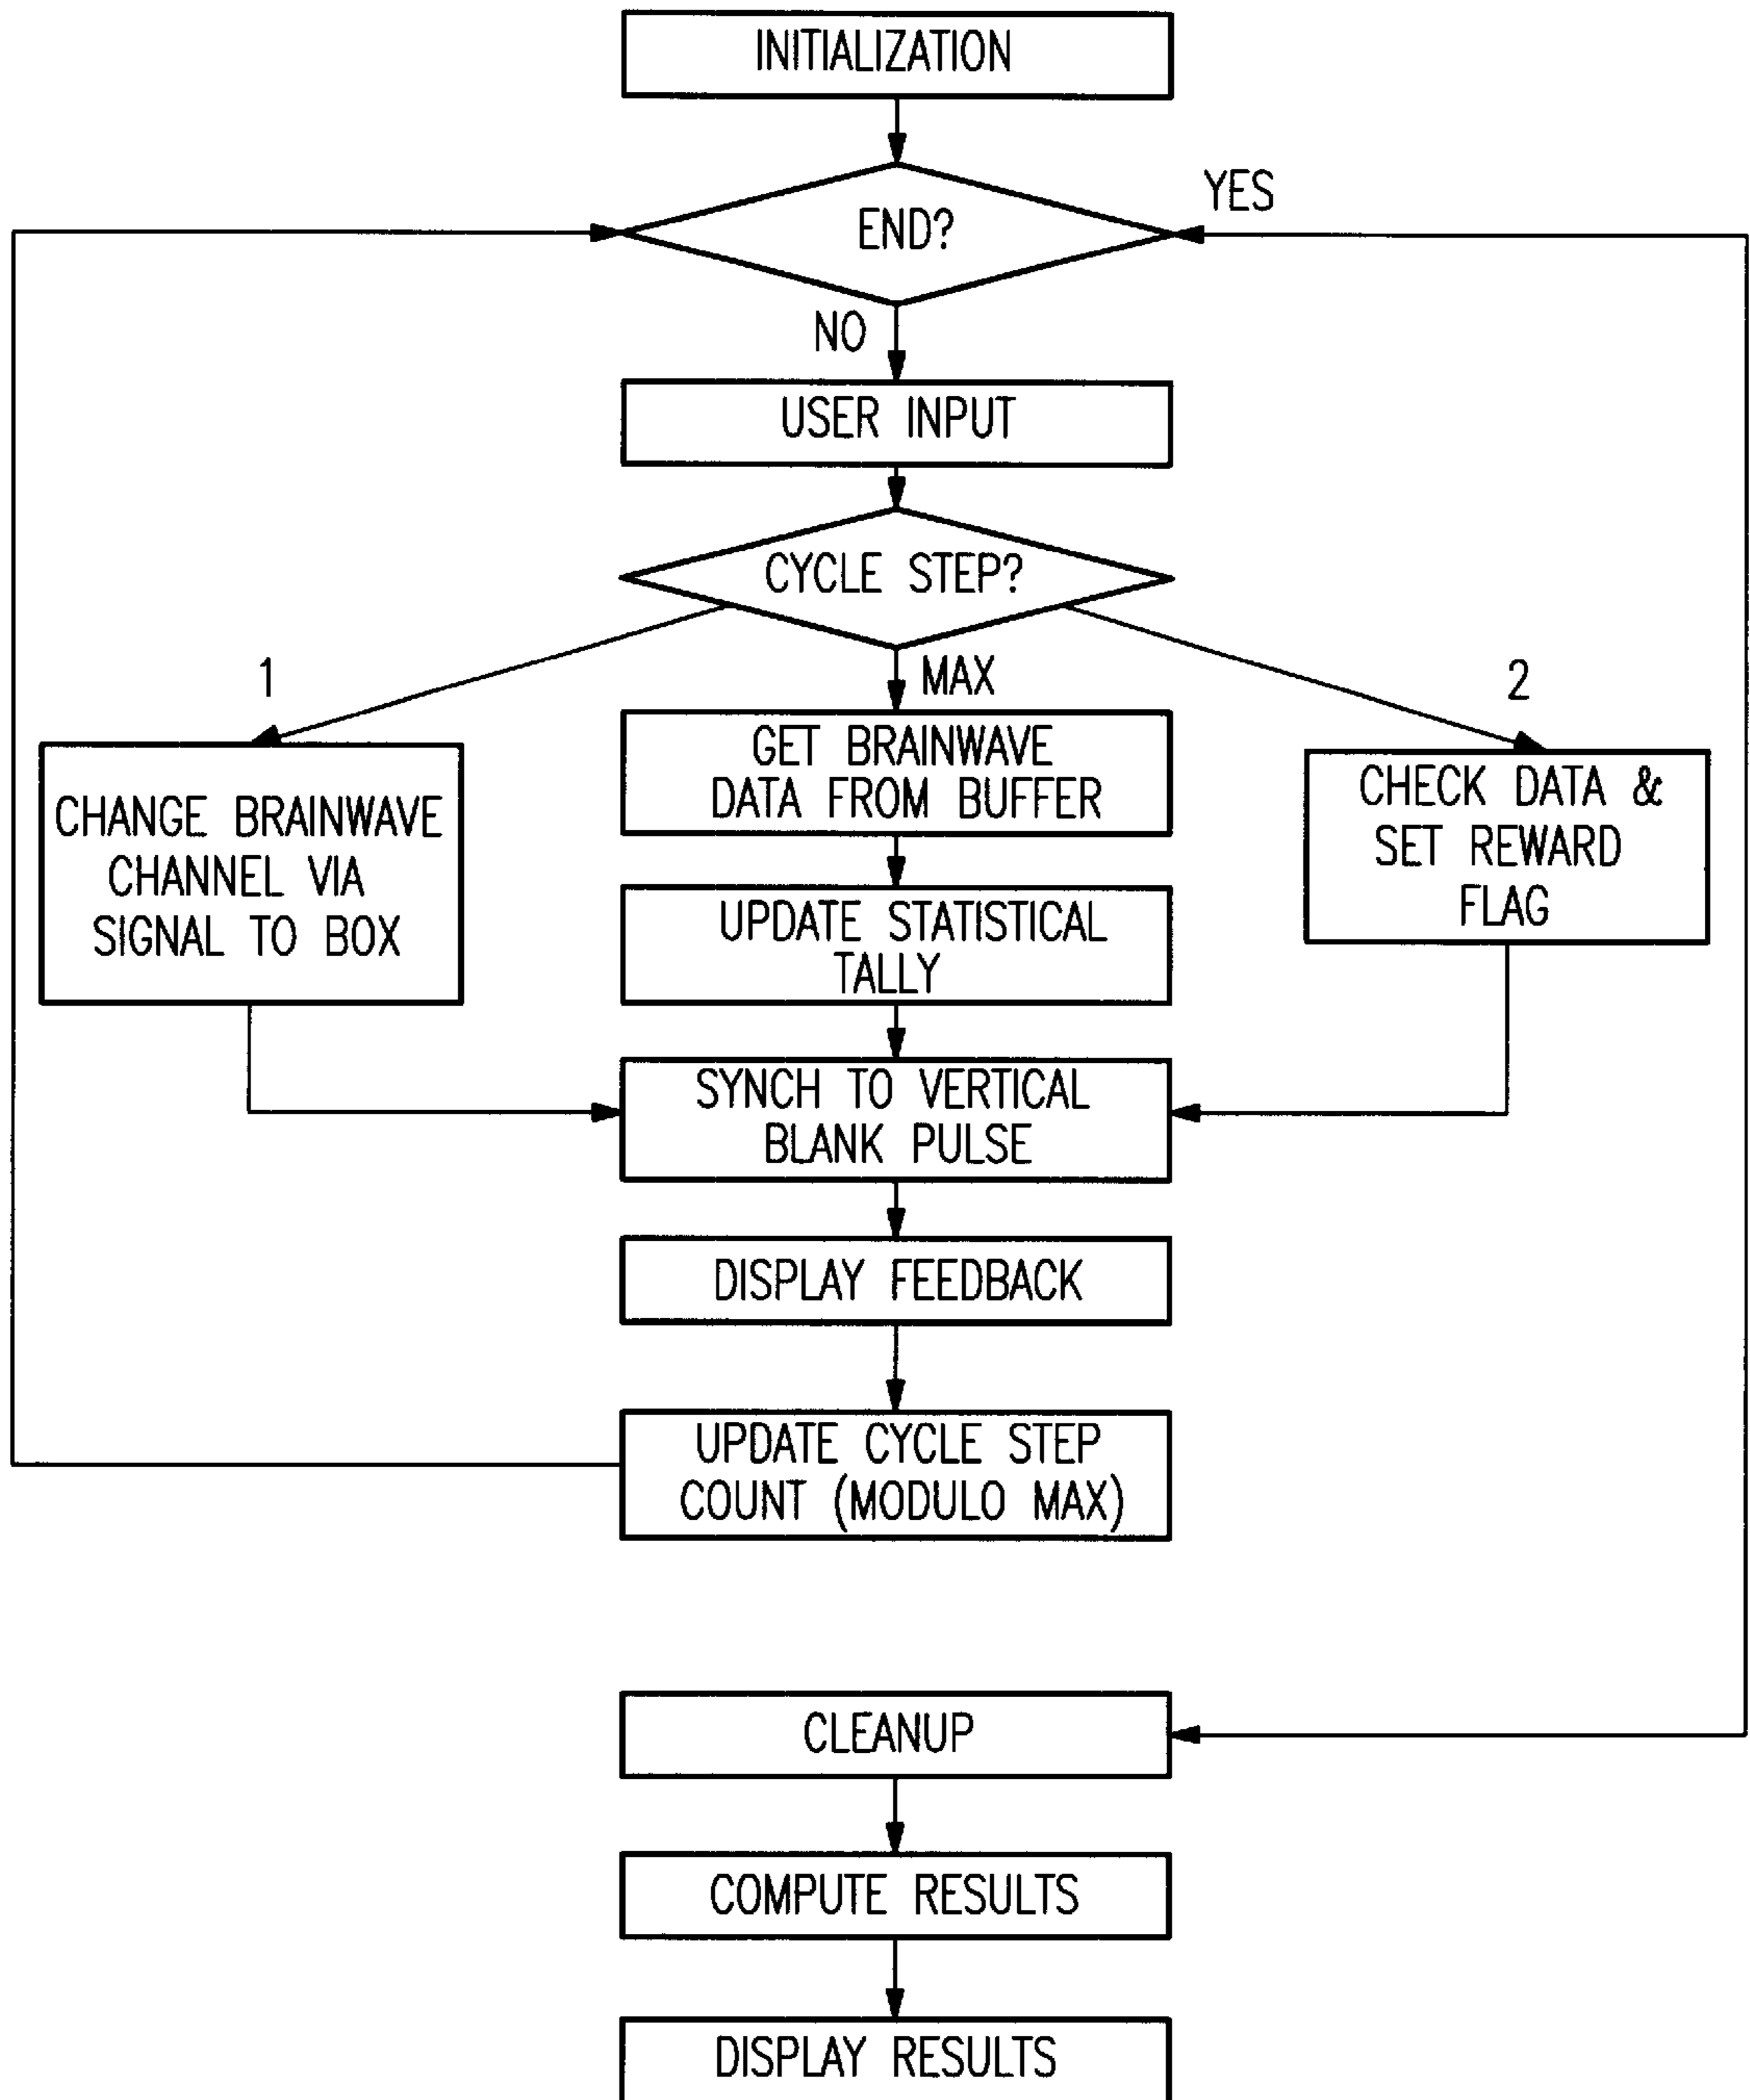 INITIALIZATION
YES
END?
NO
USER INPUT
CYCLE STEP?
1
MAX
2
CHANGE BRAINWAVE
CHANNEL VIA
SIGNAL TO BOX
GET BRAINWAVE
DATA FROM BUFFER
CHECK DATA &
SET REWARD
FLAG
UPDATE STATISTICAL
TALLY
SYNCH TO VERTICAL
BLANK PULSE
DISPLAY FEEDBACK
UPDATE CYCLE STEP
COUNT (MODULO MAX)
CLEANUP
COMPUTE RESULTS
DISPLAY RESULTS